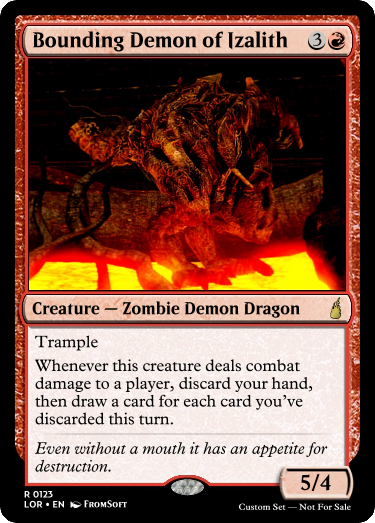 Bounding Demon of Izalith 3
Creature — Zombie Demon Dragon
Trample
Whenever this creature deals combat
damage to a player, discard your hand,
then draw a card for each card you've
discarded this turn.
Even without a mouth it has an appetite for
destruction.
5/4
R 0123
LOR • EN FromSoft
Custom Set — Not For Sale